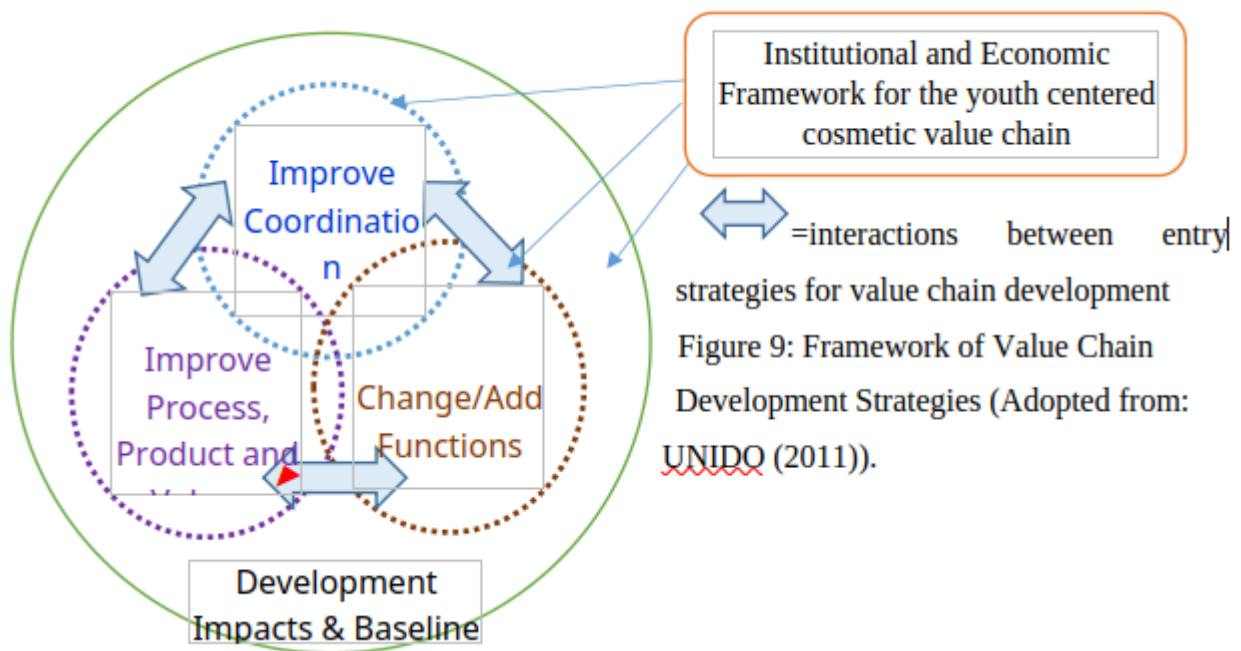 Institutional and Economic
Framework for the youth centered
cosmetic value chain
Improve
Coordinatio
n
=interactions between entry
strategies for value chain development
Figure 9: Framework of Value Chain
Development Strategies (Adopted from:
UNIDO (2011)).
Improve
Process,
Product and
Change/Add
Functions
Development
Impacts & Baseline